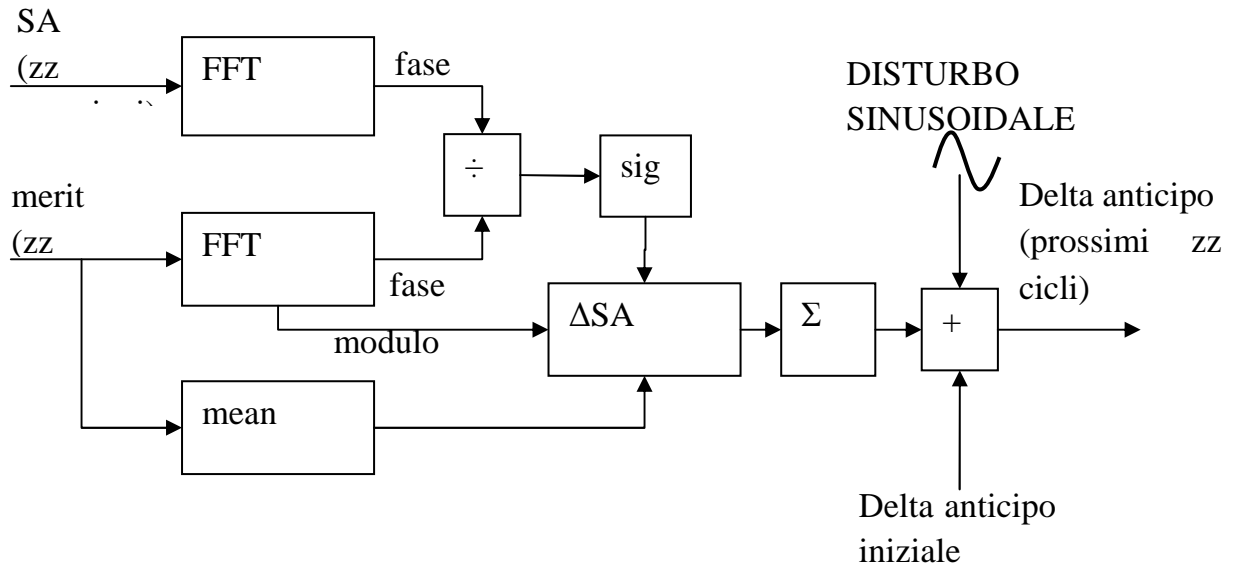 SA
(zz
FFT
fase
÷
sig
merit
(zz
FFT
fase
modulo
mean
ΔSA
Σ
+
DISTURBO
SINUSOIDALE
Delta anticipo
(prossimi zz
cicli)
Delta anticipo
iniziale